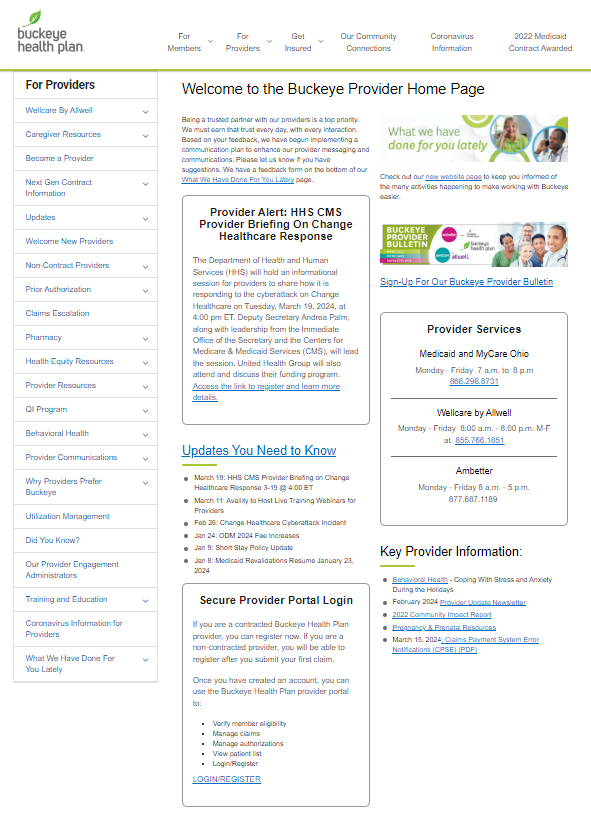 buckeye
health plan.
For
Members
For
Providers
Get
Insured
Our Community
Connections
Coronavirus
Information
2022 Medicaid
Contract Awarded
For Providers
Wellcare By Allwell
Caregiver Resources
Become a Provider
Next Gen Contract
Information
Updates
Welcome New Providers
Non-Contract Providers
Prior Authorization
Claims Escalation
Pharmacy
Health Equity Resources
Provider Resources
QI Program
Behavioral Health
Provider Communications
Why Providers Prefer
Buckeye
Utilization Management
Did You Know?
Our Provider Engagement
Administrators
Training and Education
Coronavirus Information for
Providers
What We Have Done For
You Lately
Welcome to the Buckeye Provider Home Page
Being a trusted partner with our providers is a top priority.
We must earn that trust every day, with every interaction.
Based on your feedback, we have begun implementing a
communication plan to enhance our provider messaging and
communications. Please let us know if you have
suggestions. We have a feedback form on the bottom of our
What We Have Done For You Lately page.
Provider Alert: HHS CMS
Provider Briefing On Change
Healthcare Response
The Department of Health and Human
Services (HHS) will hold an informational
session for providers to share how it is
responding to the cyberattack on Change
Healthcare on Tuesday, March 19, 2024, at
4:00 pm ET. Deputy Secretary Andrea Palm,
along with leadership from the Immediate
Office of the Secretary and the Centers for
Medicare & Medicaid Services (CMS), will lead
the session. United Health Group will also
attend and discuss their funding program.
Access the link to register and learn more
details.
Updates You Need to Know
March 19: HHS CMS Provider Briefing on Change
Healthcare Response 3-19 @ 4:00 ET
March 11: Availity to Host Live Training Webinars for
Providers
Feb 26: Change Healthcare Cyberattack Incident
Jan 24: ODM 2024 Fee Increases
Jan 9: Short Stay Policy Update
Jan 8: Medicaid Revalidations Resume January 23,
2024
Secure Provider Portal Login
If you are a contracted Buckeye Health Plan
provider, you can register now. If you are a
non-contracted provider, you will be able to
register after you submit your first claim.
Once you have created an account, you can
use the Buckeye Health Plan provider portal
to:
Verify member eligibility
Manage claims
Manage authorizations
View patient list
Login/Register
LOGIN/REGISTER
What we have
done for you lately
Check out our new website page to keep you informed of
the many activities happening to make working with Buckeye
easier.
BUCKEYE
PROVIDER
BULLETIN
ambetter
buckeye
health plan
allwell.
Sign-Up For Our Buckeye Provider Bulletin
Provider Services
Medicaid and MyCare Ohio
Monday - Friday 7 a.m. to 8 p.m
866.296.8731
Wellcare by Allwell
Monday - Friday 8:00 a.m. - 8:00 p.m. M-F
at 855.766.1851
Ambetter
Monday - Friday 8 a.m. - 5 p.m.
877.687.1189
Key Provider Information:
Behavioral Health - Coping With Stress and Anxiety
During the Holidays
February 2024 Provider Update Newsletter
2022 Community Impact Report
Pregnancy & Prenatal Resources
March 15, 2024: Claims Payment System Error
Notifications (CPSE) (PDF)